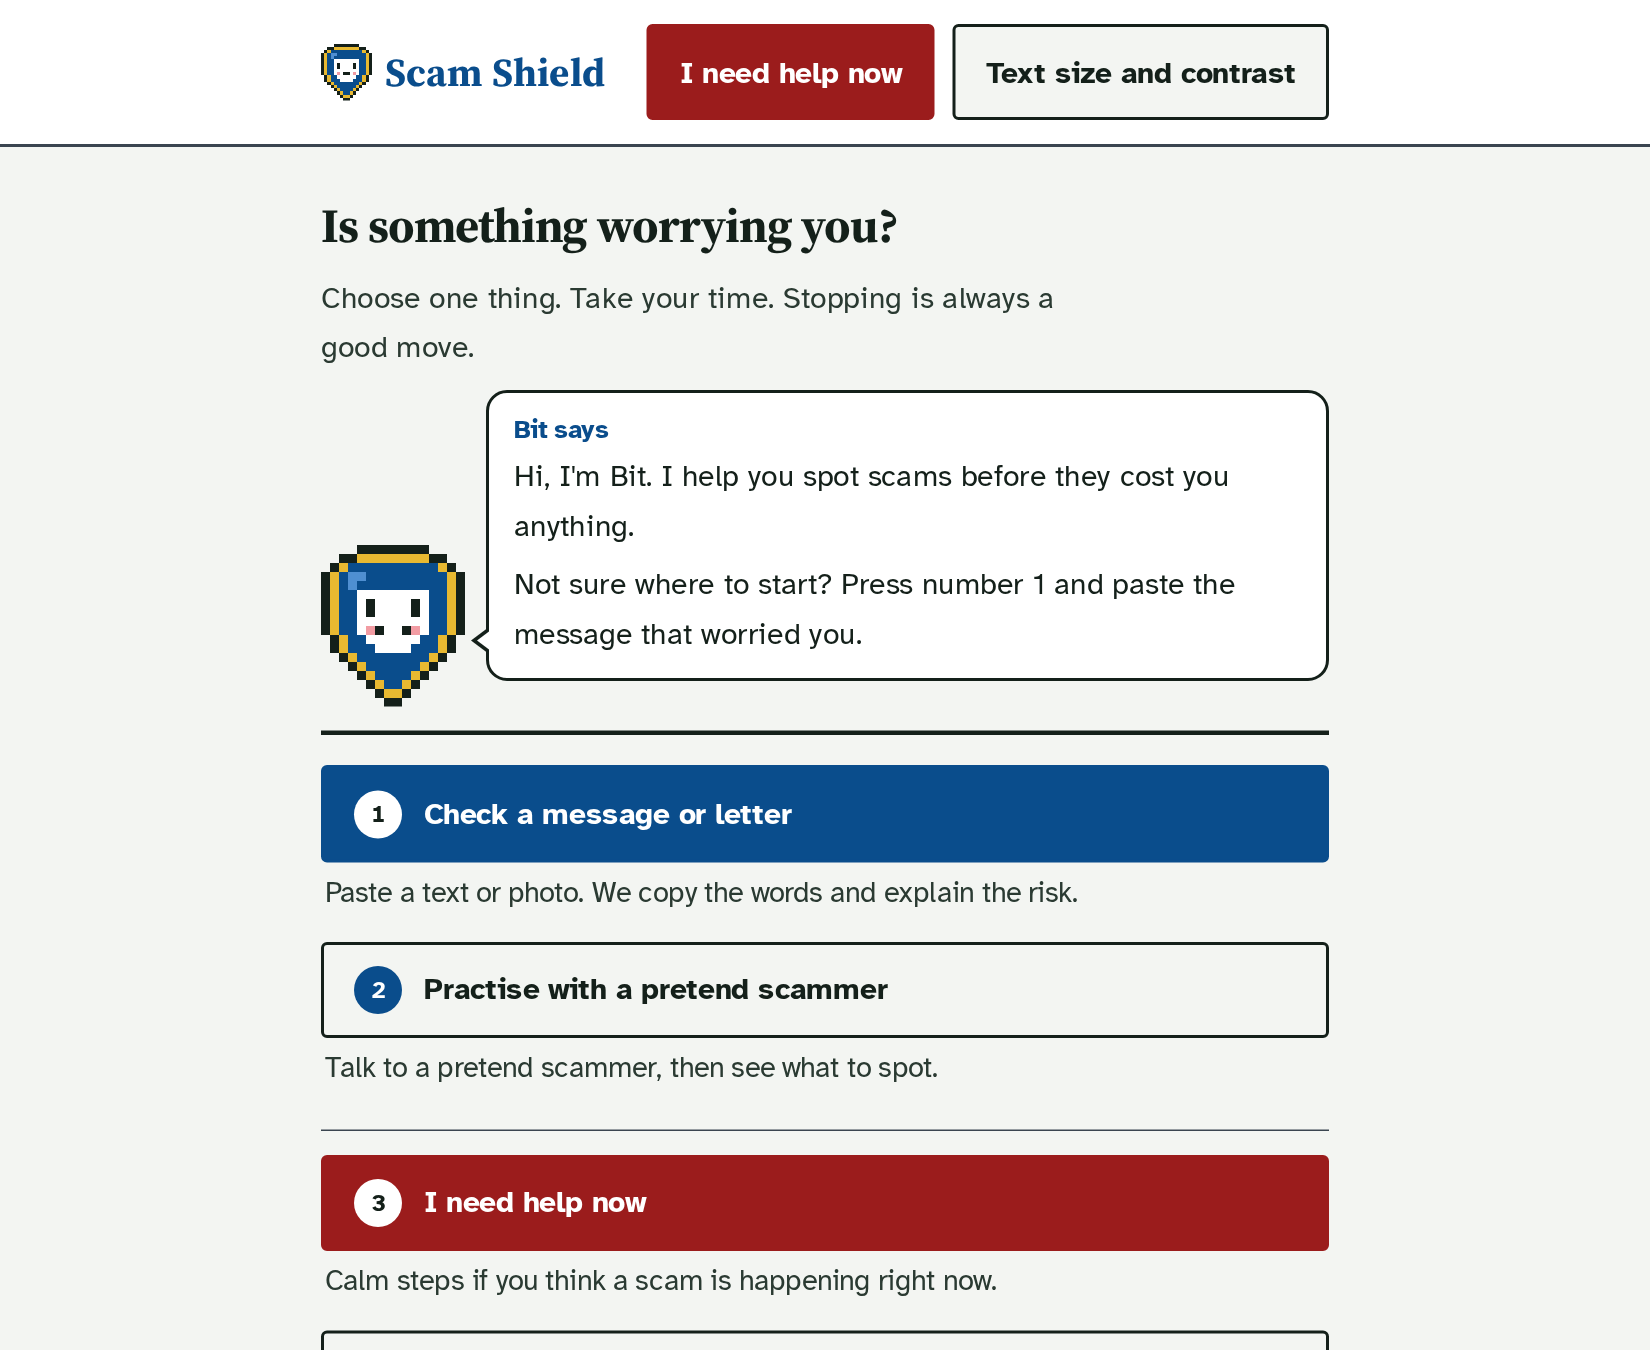 Scam Shield
I need help now
Text size and contrast
Is something worrying you?
Choose one thing. Take your time. Stopping is always a
good move.
Bit says
Hi, I'm Bit. I help you spot scams before they cost you
anything.
Not sure where to start? Press number 1 and paste the
message that worried you.
1 Check a message or letter
Paste a text or photo. We copy the words and explain the risk.
2 Practise with a pretend scammer
Talk to a pretend scammer, then see what to spot.
3 I need help now
Calm steps if you think a scam is happening right now.